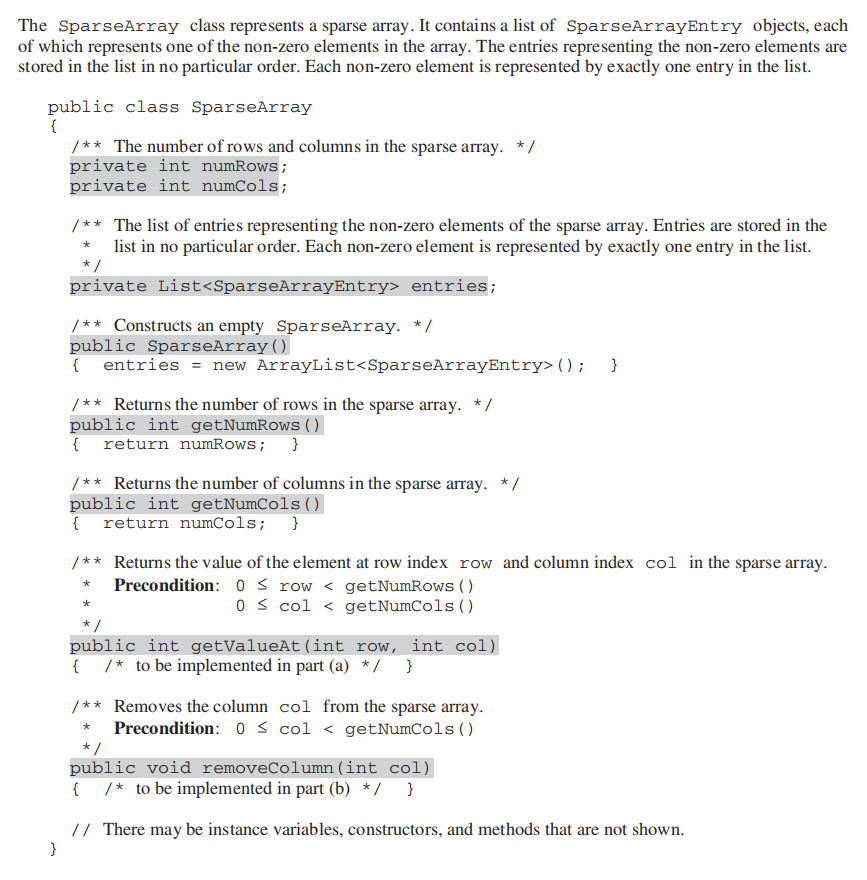 The SparseArray class represents a sparse array. It contains a list of SparseArrayEntry objects, each
of which represents one of the non-zero elements in the array. The entries representing the non-zero elements are
stored in the list in no particular order. Each non-zero element is represented by exactly one entry in the list.
public class SparseArray
{
/** The number of rows and columns in the sparse array. */
private int numRows;
private int numCols;
/** The list of entries representing the non-zero elements of the sparse array. Entries are stored in the
* list in no particular order. Each non-zero element is represented by exactly one entry in the list.
*/
private List<SparseArrayEntry> entries;
/** Constructs an empty SparseArray. */
public SparseArray()
{ entries = new ArrayList<SparseArrayEntry>(); }
/** Returns the number of rows in the sparse array. */
public int getNumRows()
{ return numRows; }
/** Returns the number of columns in the sparse array. */
public int getNumCols()
{ return numCols; }
/** Returns the value of the element at row index row and column index col in the sparse array.
* Precondition: 0 ≤ row < getNumRows()
* 0 ≤ col < getNumCols()
*/
public int getValueAt(int row, int col)
{ /* to be implemented in part (a) */ }
/** Removes the column col from the sparse array.
* Precondition: 0 ≤ col < getNumCols()
*/
public void removeColumn(int col)
{ /* to be implemented in part (b) */ }
// There may be instance variables, constructors, and methods that are not shown.
}